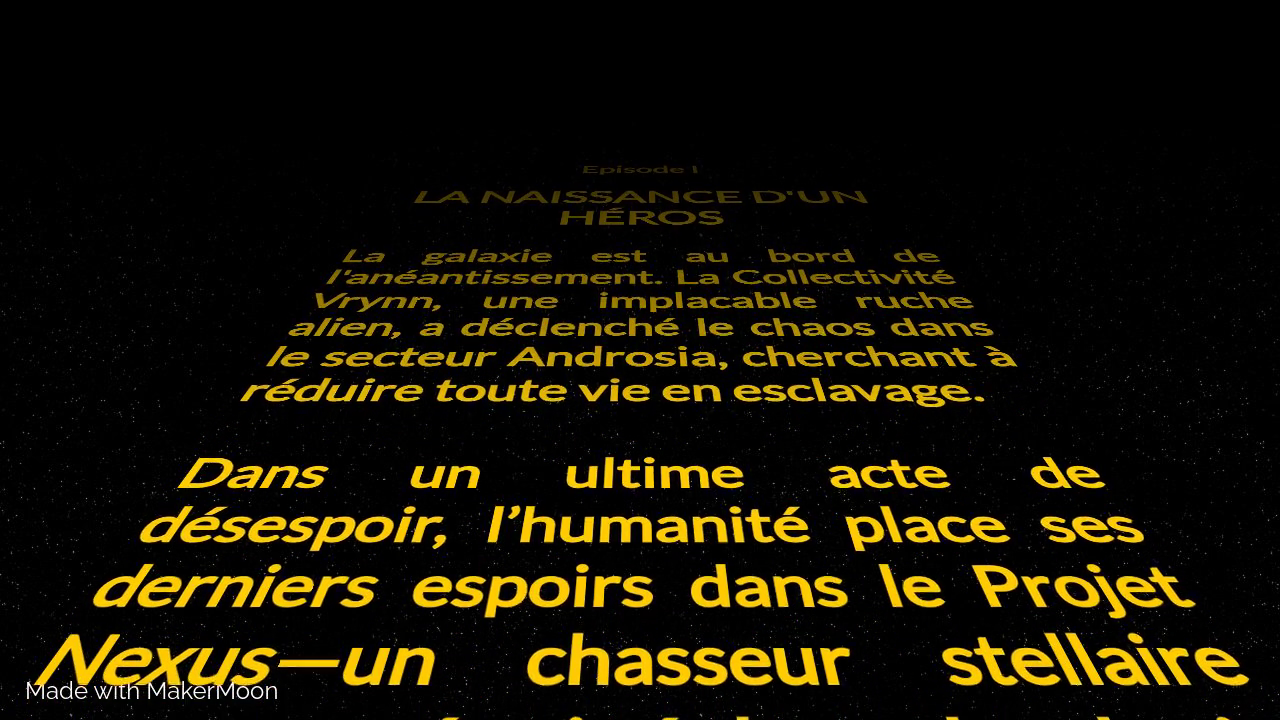 Episode I
LA NAISSANCE D'UN
HÉROS
La galaxie est au bord de
l'anéantissement. La Collectivité
Vrynn, une implacable ruche
alien, a déclenché le chaos dans
le secteur Androsia, cherchant à
réduire toute vie en esclavage.
Dans un ultime acte de
désespoir, l’humanité place ses
derniers espoirs dans le Projet
Nexus—un chasseur stellaire
Made with MakerMoon